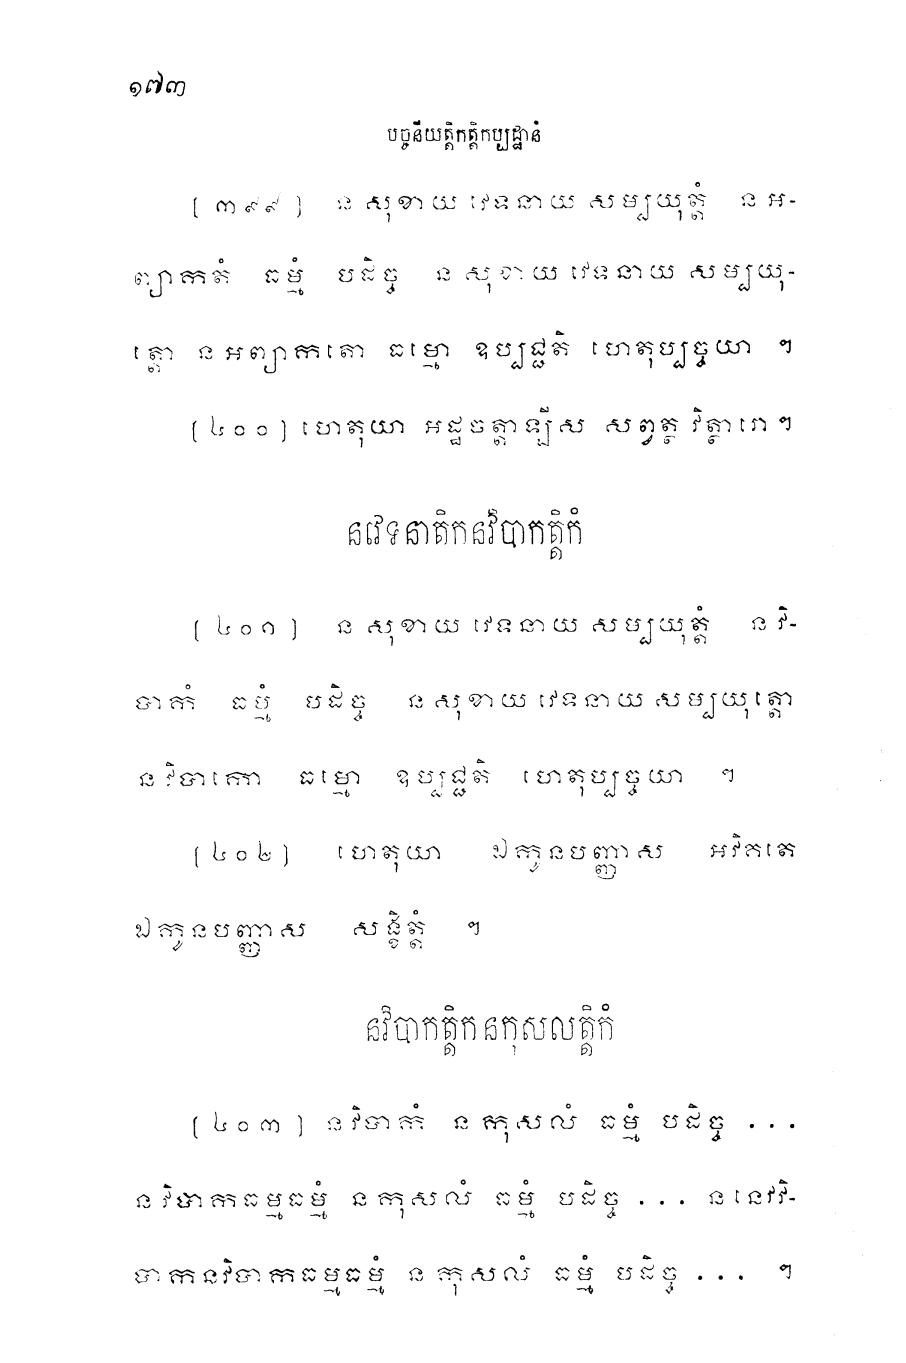 ១៧៣
បច្ចនីយត្តិកត្តិកប្បដ្ឋានំ
[ ៣៩៩ ] ន សុខាយ វេទនាយ សម្បយុត្តំ ន អ-
ព្យាកតំ ធម្មំ បដិច្ច ន សុខាយ វេទនាយ សម្បយុ-
ត្តោ ន អព្យាកតោ ធម្មោ ឧប្បជ្ជតិ ហេតុប្បច្ចយា ។
[ ៤០០ ] ហេតុយា អដ្ឋចត្តាឡីស សព្វត្ថ វិត្ថារោ ។
នវេទនាតិកនវិបាកត្តិកំ
[ ៤០១ ] ន សុខាយ វេទនាយ សម្បយុត្តំ ន វិ-
បាកំ ធម្មំ បដិច្ច ន សុខាយ វេទនាយ សម្បយុត្តោ
ន វិបាកោ ធម្មោ ឧប្បជ្ជតិ ហេតុប្បច្ចយា ។
[ ៤០២ ] ហេតុយា ឯកូនបញ្ញាស អវិគតេ
ឯកូនបញ្ញាស សង្ខិត្តំ ។
នវិបាកត្តិកនកុសលត្តិកំ
[ ៤០៣ ] ន វិបាកំ ន កុសលំ ធម្មំ បដិច្ច ...
ន វិបាកធម្មធម្មំ ន កុសលំ ធម្មំ បដិច្ច ... ន នេវវិ-
បាកនវិបាកធម្មធម្មំ ន កុសលំ ធម្មំ បដិច្ច ... ។